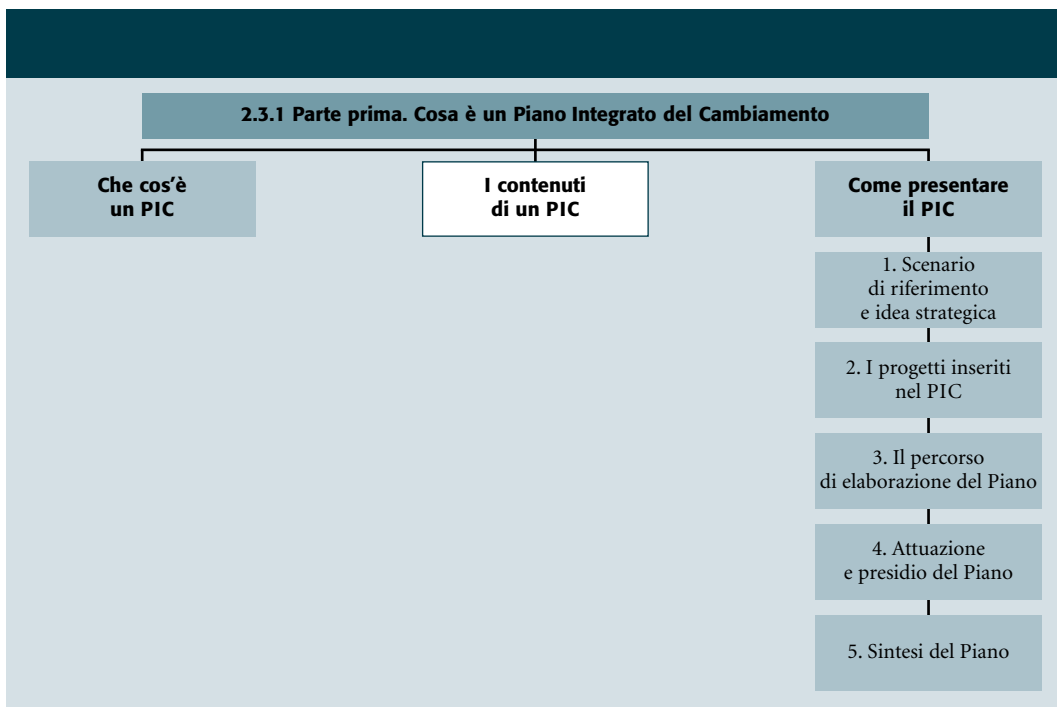 2.3.1 Parte prima. Cosa è un Piano Integrato del Cambiamento
Che cos’è
un PIC
I contenuti
di un PIC
Come presentare
il PIC
1. Scenario
di riferimento
e idea strategica
2. I progetti inseriti
nel PIC
3. Il percorso
di elaborazione del Piano
4. Attuazione
e presidio del Piano
5. Sintesi del Piano